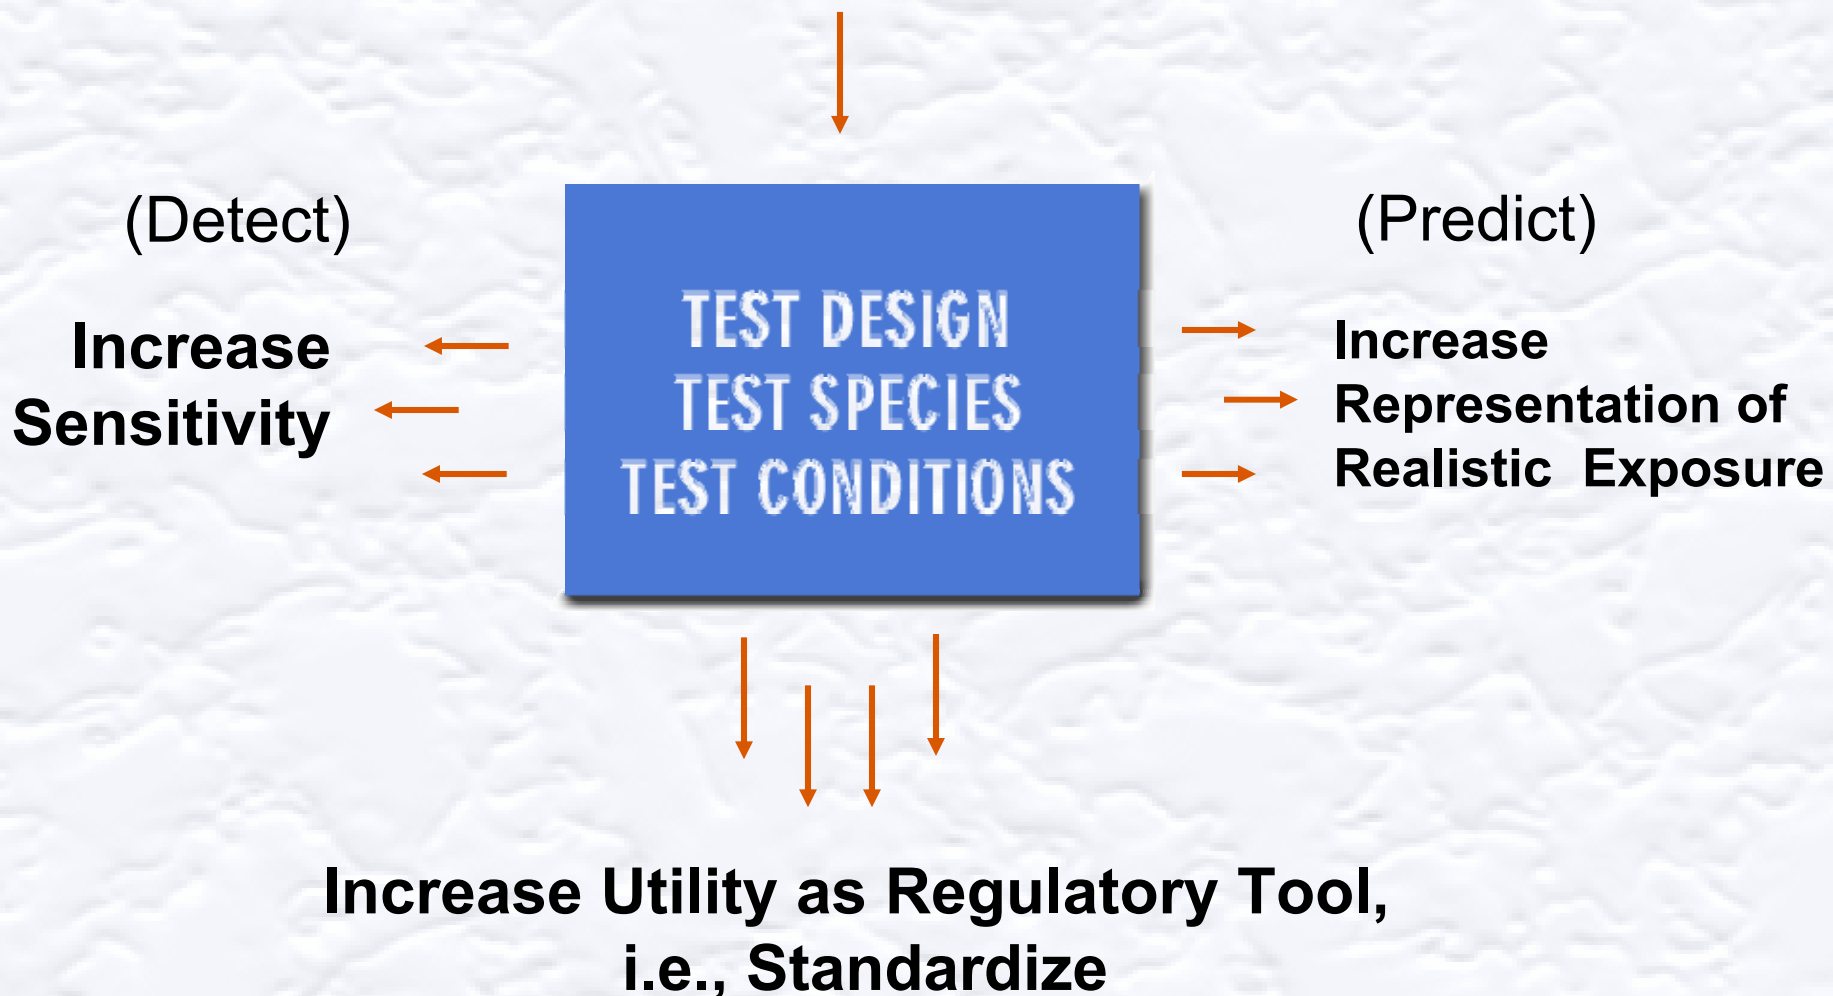 (Detect)
Increase
Sensitivity
TEST DESIGN
TEST SPECIES
TEST CONDITIONS
(Predict)
Increase
Representation of
Realistic Exposure
Increase Utility as Regulatory Tool,
i.e., Standardize